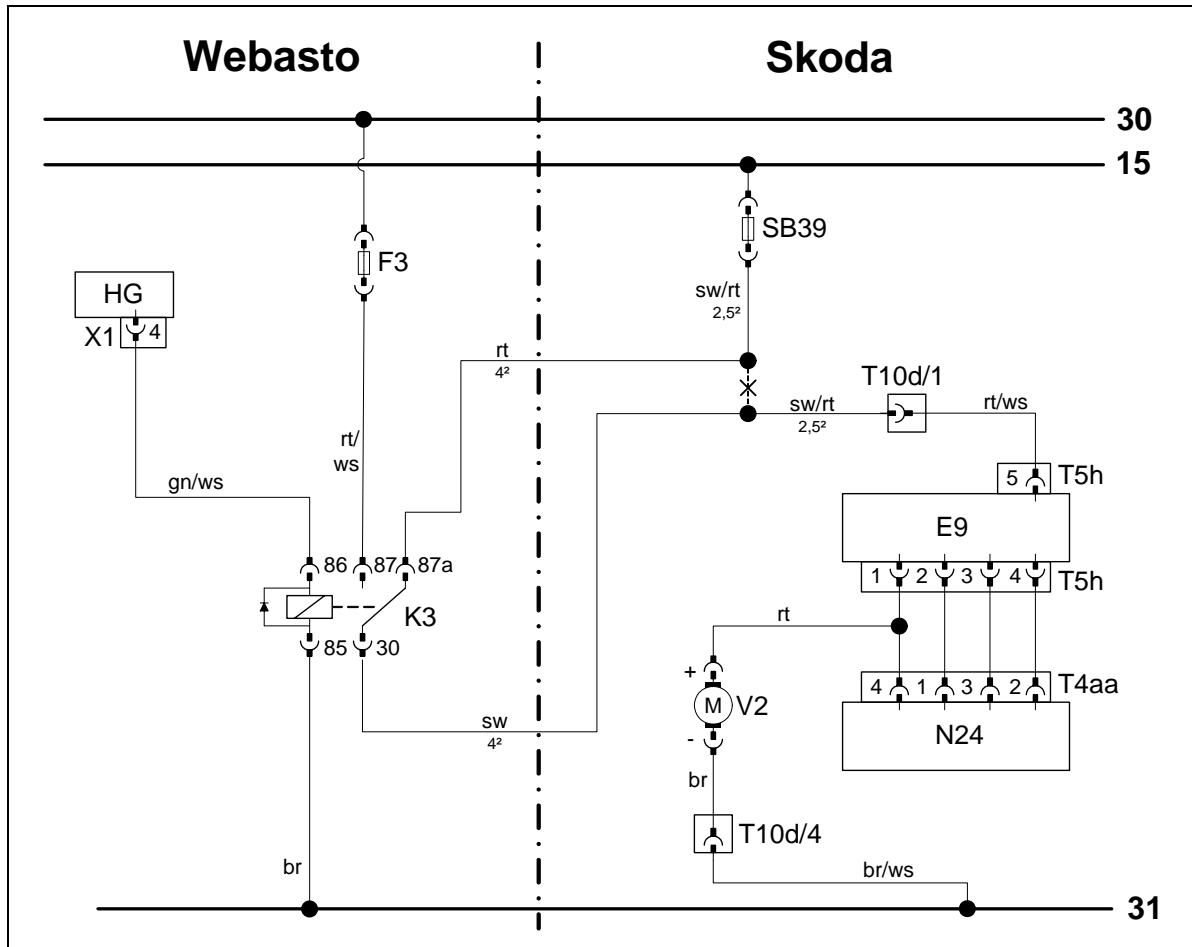 Webasto
Skoda
30
15
SB39
F3
sw/rt
2,5²
HG
X1
4
rt
4²
T10d/1
sw/rt
2,5²
rt/ws
rt/
ws
gn/ws
5
T5h
E9
86
87
87a
1
2
3
4
T5h
K3
85
30
rt
+
4
1
3
2
T4aa
M
V2
N24
sw
4²
-
br
T10d/4
br
br/ws
31